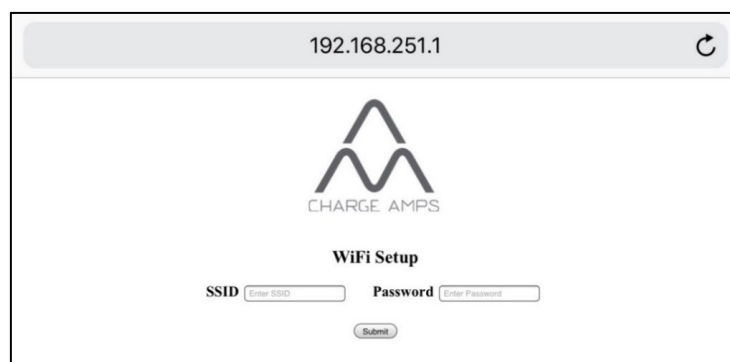 192.168.251.1
CHARGE AMPS
WiFi Setup
SSID Enter SSID Password Enter Password
Submit